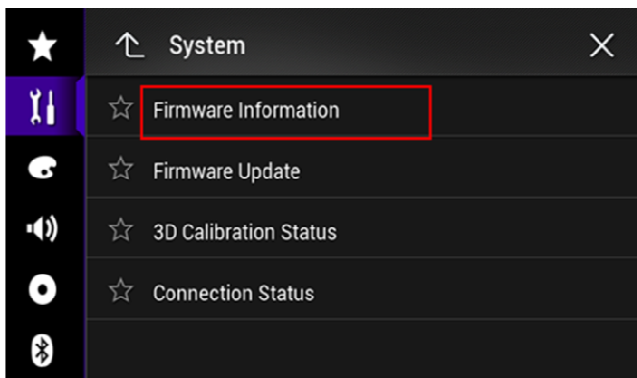 System
Firmware Information
Firmware Update
3D Calibration Status
Connection Status